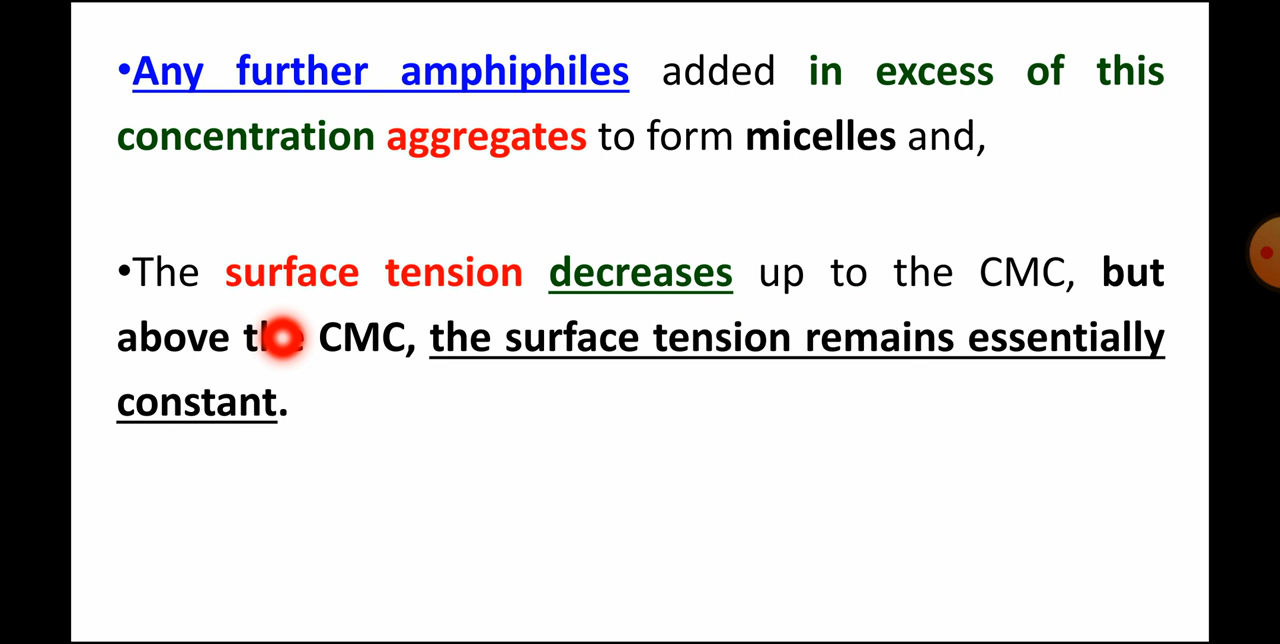 •Any further amphiphiles added in excess of this
concentration aggregates to form micelles and,
•The surface tension decreases up to the CMC, but
above the CMC, the surface tension remains essentially
constant.